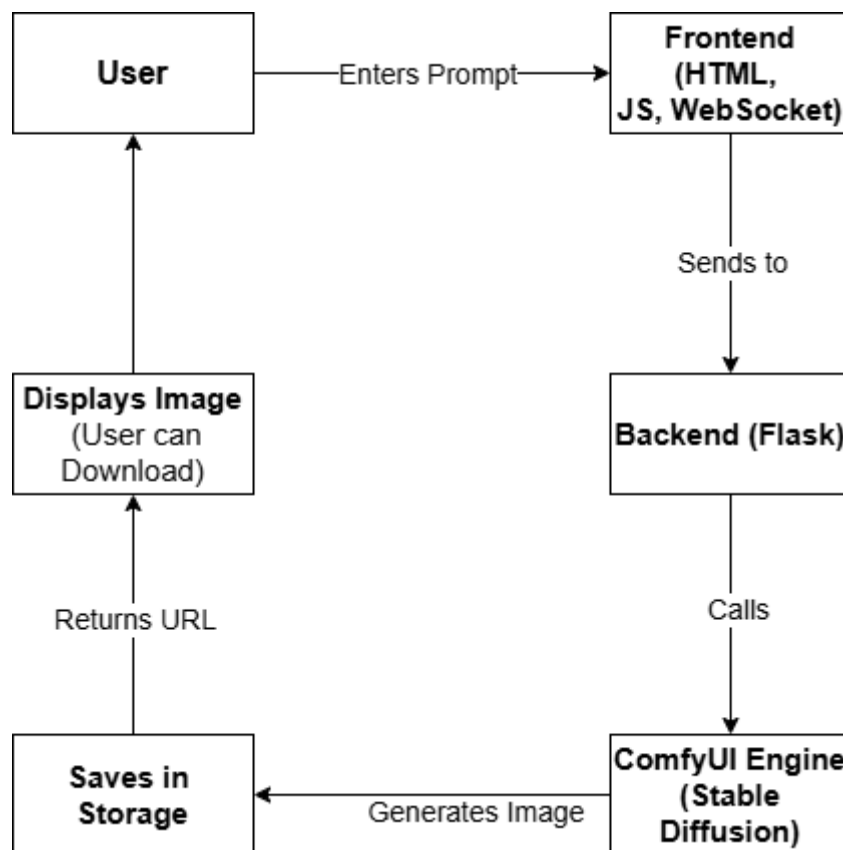 User
Enters Prompt
Frontend
(HTML,
JS, WebSocket)
Sends to
Displays Image
(User can
Download)
Backend (Flask)
Returns URL
Calls
Saves in
Storage
Generates Image
ComfyUI Engine
(Stable
Diffusion)